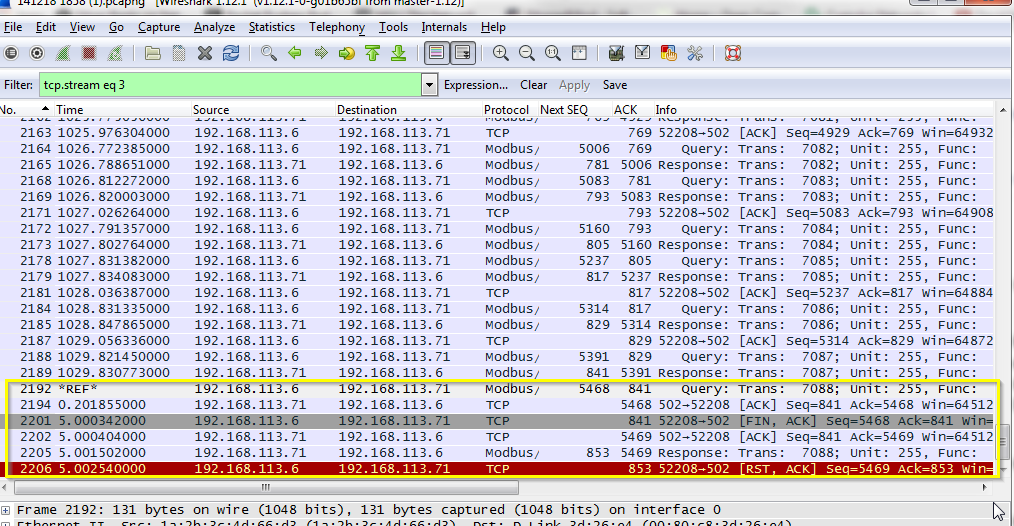 141218 1858 (1).pcapng [Wireshark 1.12.1 (v1.12.1-0-g01b65bf from master-1.12)]
File Edit View Go Capture Analyze Statistics Telephony Tools Internals Help
Filter: tcp.stream eq 3 Expression... Clear Apply Save
No. Time Source Destination Protocol Next SEQ ACK Info
2163 1025.976304000 192.168.113.6 192.168.113.71 TCP 769 52208→502 [ACK] Seq=4929 Ack=769 Win=64932
2164 1026.772385000 192.168.113.6 192.168.113.71 Modbus/ 5006 769 Query: Trans: 7082; Unit: 255, Func:
2165 1026.788651000 192.168.113.71 192.168.113.6 Modbus/ 781 5006 Response: Trans: 7082; Unit: 255, Func:
2168 1026.812272000 192.168.113.6 192.168.113.71 Modbus/ 5083 781 Query: Trans: 7083; Unit: 255, Func:
2169 1026.820003000 192.168.113.71 192.168.113.6 Modbus/ 793 5083 Response: Trans: 7083; Unit: 255, Func:
2171 1027.026264000 192.168.113.6 192.168.113.71 TCP 793 52208→502 [ACK] Seq=5083 Ack=793 Win=64908
2172 1027.791357000 192.168.113.6 192.168.113.71 Modbus/ 5160 793 Query: Trans: 7084; Unit: 255, Func:
2173 1027.802764000 192.168.113.71 192.168.113.6 Modbus/ 805 5160 Response: Trans: 7084; Unit: 255, Func:
2178 1027.831382000 192.168.113.6 192.168.113.71 Modbus/ 5237 805 Query: Trans: 7085; Unit: 255, Func:
2179 1027.834083000 192.168.113.71 192.168.113.6 Modbus/ 817 5237 Response: Trans: 7085; Unit: 255, Func:
2181 1028.036387000 192.168.113.6 192.168.113.71 TCP 817 52208→502 [ACK] Seq=5237 Ack=817 Win=64884
2184 1028.831335000 192.168.113.6 192.168.113.71 Modbus/ 5314 817 Query: Trans: 7086; Unit: 255, Func:
2185 1028.847865000 192.168.113.71 192.168.113.6 Modbus/ 829 5314 Response: Trans: 7086; Unit: 255, Func:
2187 1029.056336000 192.168.113.6 192.168.113.71 TCP 829 52208→502 [ACK] Seq=5314 Ack=829 Win=64872
2188 1029.821450000 192.168.113.6 192.168.113.71 Modbus/ 5391 829 Query: Trans: 7087; Unit: 255, Func:
2189 1029.830773000 192.168.113.71 192.168.113.6 Modbus/ 841 5391 Response: Trans: 7087; Unit: 255, Func:
2192 *REF* 192.168.113.6 192.168.113.71 Modbus/ 5468 841 Query: Trans: 7088; Unit: 255, Func:
2194 0.201855000 192.168.113.71 192.168.113.6 TCP 5468 502→52208 [ACK] Seq=841 Ack=5468 Win=64512
2201 5.000342000 192.168.113.6 192.168.113.71 TCP 841 52208→502 [FIN, ACK] Seq=5468 Ack=841 Win=
2202 5.000404000 192.168.113.71 192.168.113.6 TCP 5469 502→52208 [ACK] Seq=841 Ack=5469 Win=64512
2205 5.001502000 192.168.113.71 192.168.113.6 Modbus/ 853 5469 Response: Trans: 7088; Unit: 255, Func:
2206 5.002540000 192.168.113.6 192.168.113.71 TCP 853 52208→502 [RST, ACK] Seq=5469 Ack=853 Win=
Frame 2192: 131 bytes on wire (1048 bits), 131 bytes captured (1048 bits) on interface 0
Ethernet II, Src: 1a:2b:3c:4d:66:d3 (1a:2b:3c:4d:66:d3), Dst: D-Link_3d:26:e4 (00:80:c8:3d:26:e4)